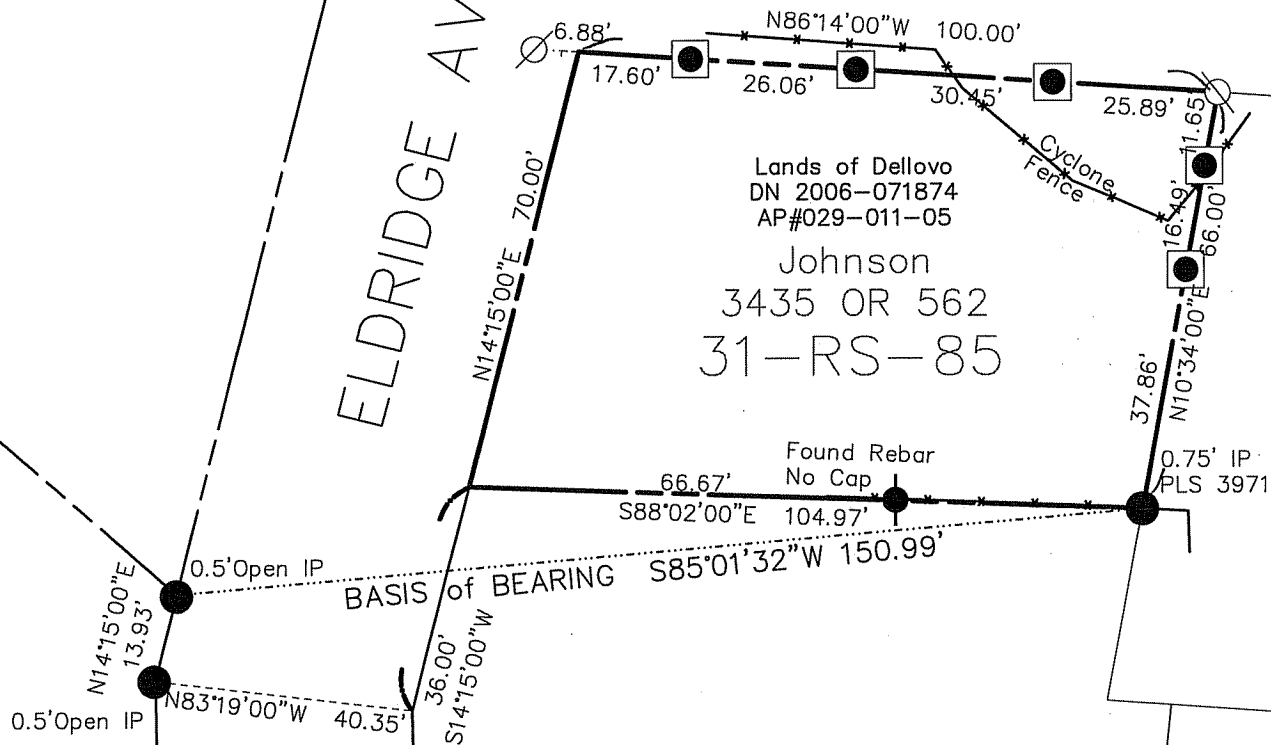 ELDRIDGE AV
6.88'
N86°14'00"W 100.00'
17.60'
26.06'
30.45'
25.89'
11.65'
16.49'
66.00'
Cyclone
Fence
Lands of Dellovo
DN 2006-071874
AP#029-011-05
Johnson
3435 OR 562
31-RS-85
N14°15'00"E 70.00'
37.86'
N10°34'00"E
Found Rebar
No Cap
66.67'
S88°02'00"E 104.97'
0.75' IP
PLS 3971
0.5'Open IP
BASIS of BEARING S85°01'32"W 150.99'
N14°15'00"E
13.93'
36.00'
S14°15'00"W
N83°19'00"W 40.35'
0.5'Open IP